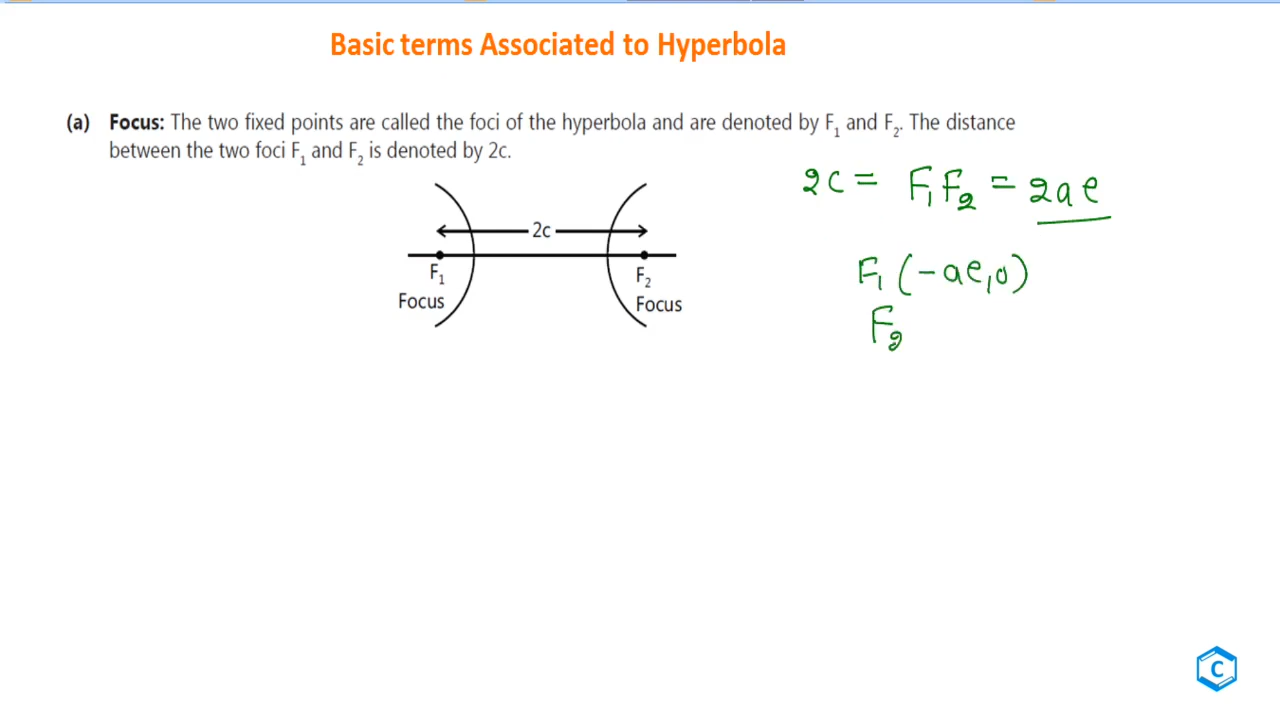 Basic terms Associated to Hyperbola
(a) Focus: The two fixed points are called the foci of the hyperbola and are denoted by F₁ and F₂. The distance
between the two foci F₁ and F₂ is denoted by 2c.
2c = F₁F₂ = 2ae
2c
F₁ (-ae,0)
F₁
F₂
Focus
Focus
F₂
C